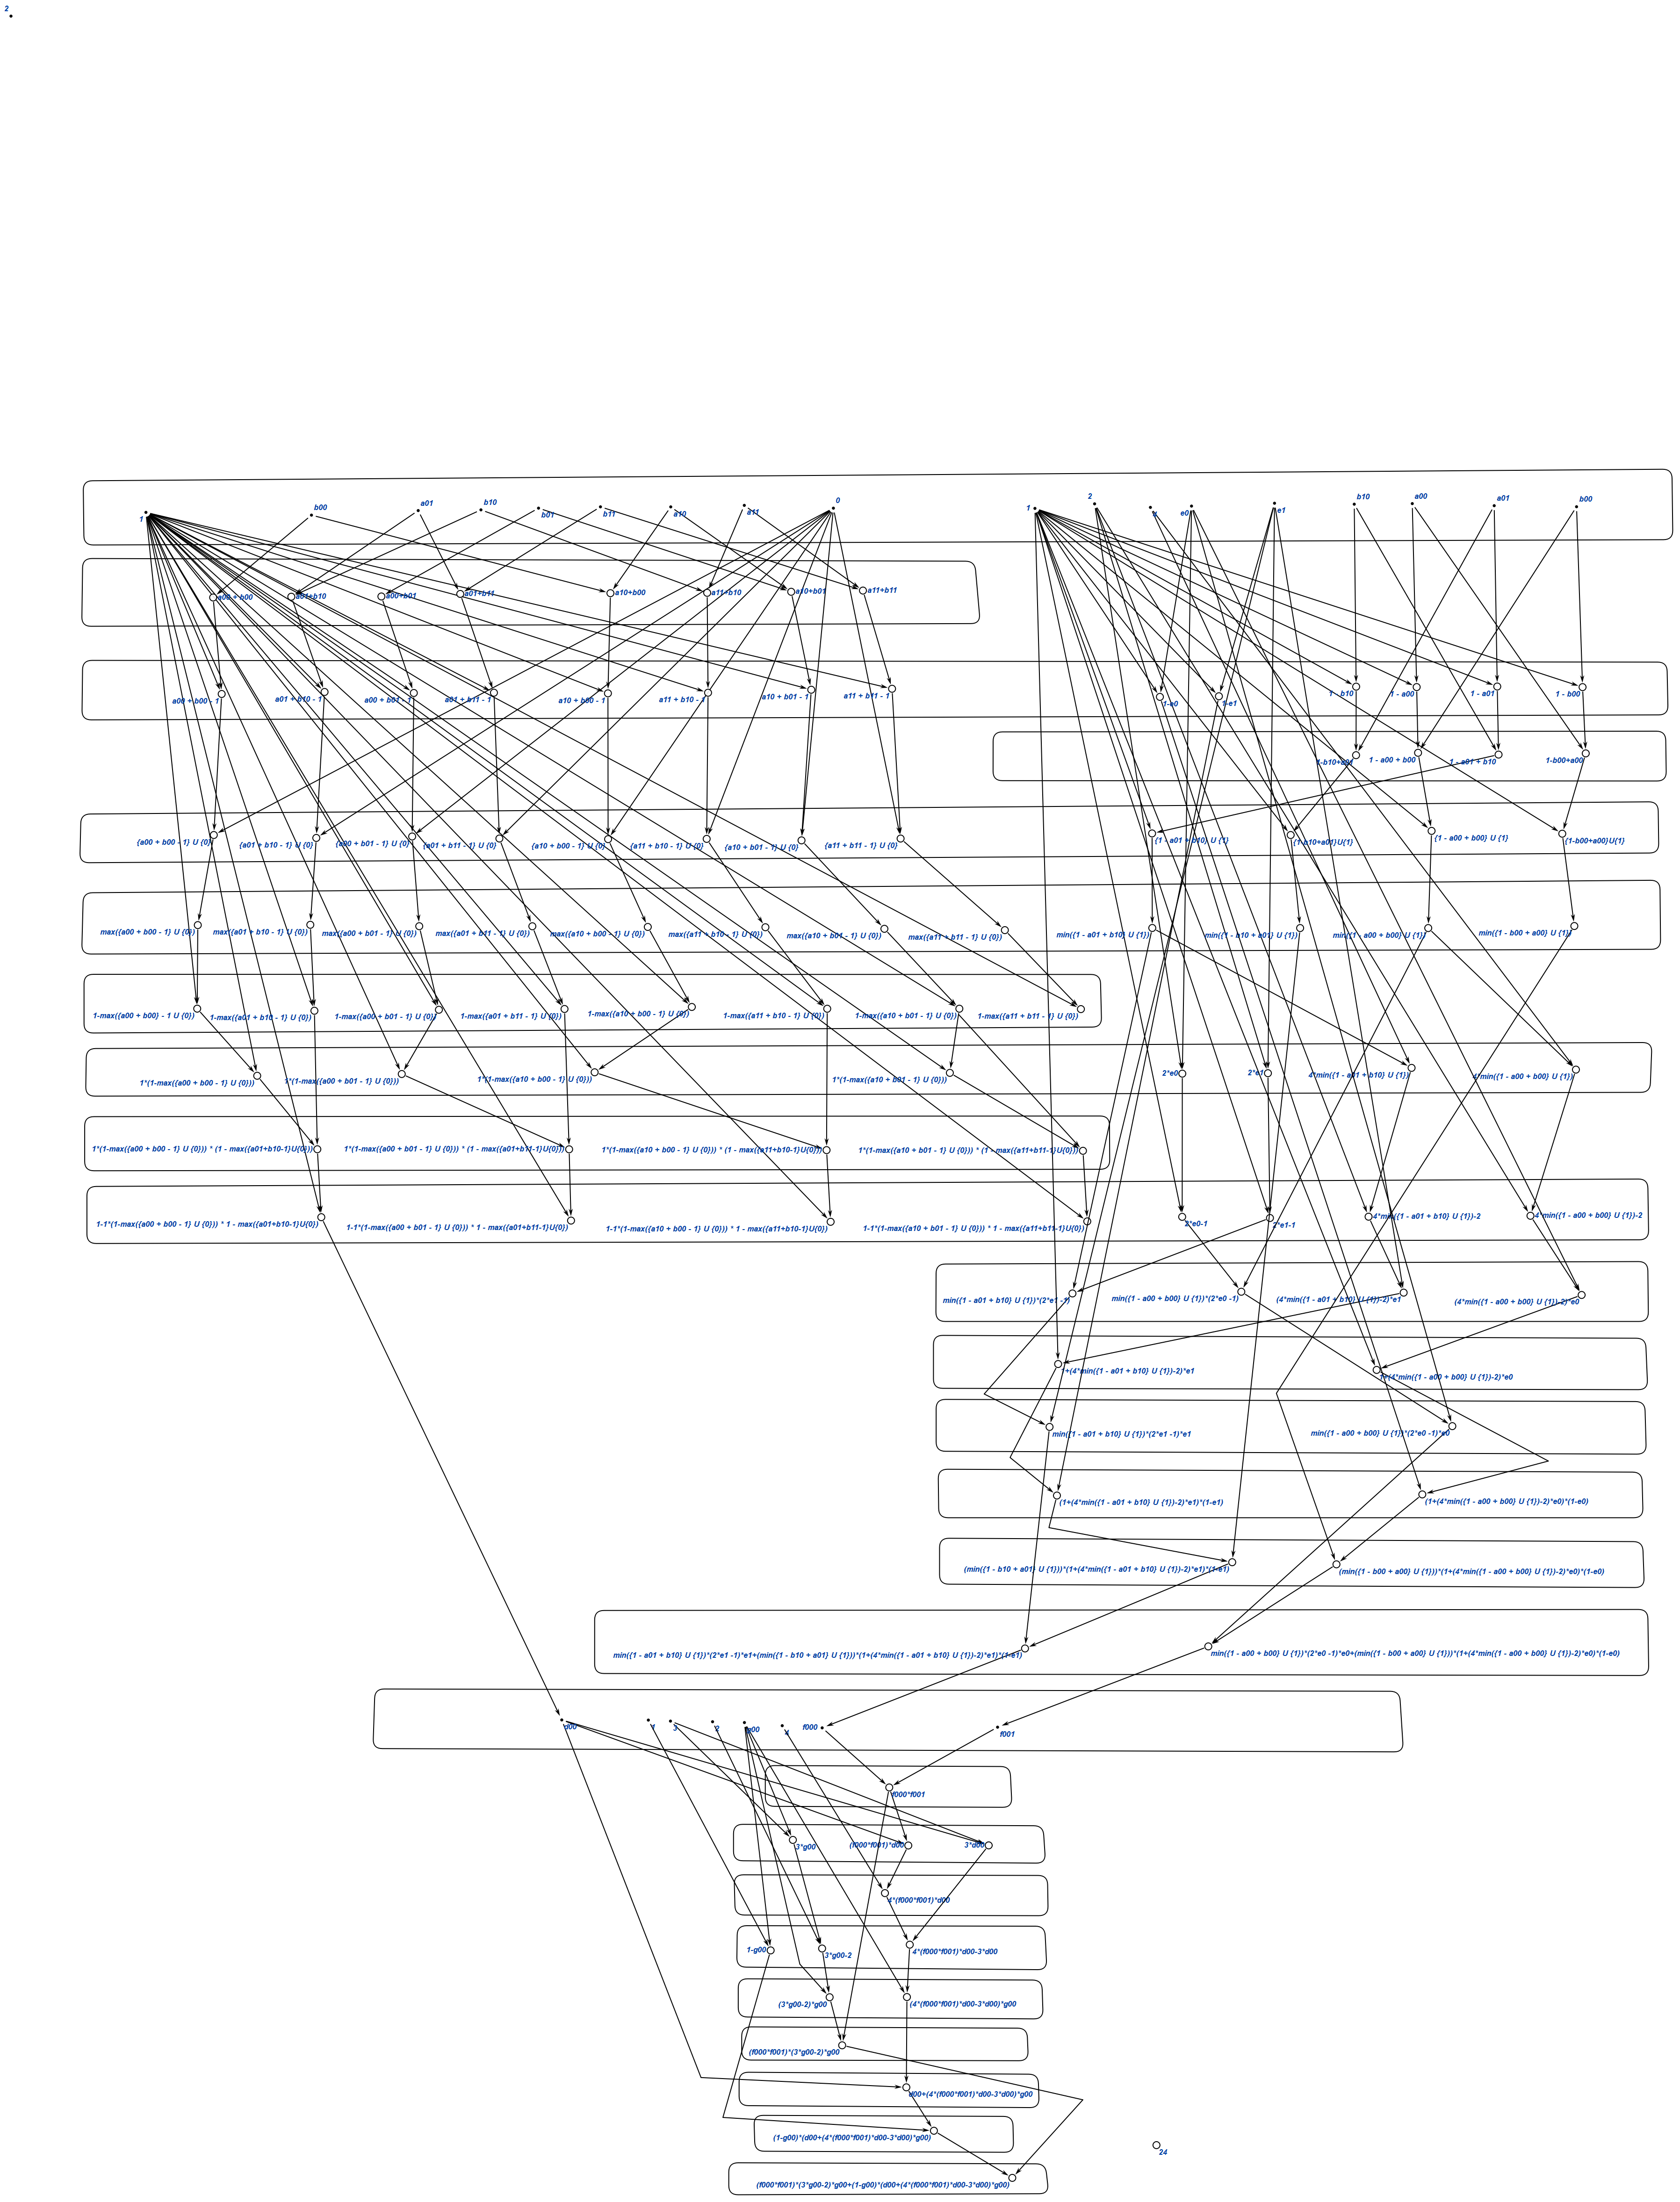 2
1
b00
a01
b10
b01
b11
a10
a11
0
1
2
e0
e1
b10
a00
a01
b00
a00 + b00
a01+b10
a00+b01
a01+b11
a10+b00
a11+b10
a10+b01
a11+b11
a00 + b00 - 1
a01 + b10 - 1
a00 + b01 - 1
a01 + b11 - 1
a10 + b00 - 1
a11 + b10 - 1
a10 + b01 - 1
a11 + b11 - 1
1-e0
1-e1
1 - b10
1 - a00
1 - a01
1 - b00
1-b10+a01
1 - a00 + b00
1 - a01 + b10
1-b00+a00
{a00 + b00 - 1} U {0}
{a01 + b10 - 1} U {0}
{a00 + b01 - 1} U {0}
{a01 + b11 - 1} U {0}
{a10 + b00 - 1} U {0}
{a11 + b10 - 1} U {0}
{a10 + b01 - 1} U {0}
{a11 + b11 - 1} U {0}
{1 - a01 + b10} U {1}
{1-b10+a01}U{1}
{1 - a00 + b00} U {1}
{1-b00+a00}U{1}
max({a00 + b00 - 1} U {0})
max({a01 + b10 - 1} U {0})
max({a00 + b01 - 1} U {0})
max({a01 + b11 - 1} U {0})
max({a10 + b00 - 1} U {0})
max({a11 + b10 - 1} U {0})
max({a10 + b01 - 1} U {0})
max({a11 + b11 - 1} U {0})
min({1 - a01 + b10} U {1})
min({1 - b10 + a01} U {1})
min({1 - a00 + b00} U {1})
min({1 - b00 + a00} U {1})
1-max({a00 + b00} - 1 U {0})
1-max({a01 + b10 - 1} U {0})
1-max({a00 + b01 - 1} U {0})
1-max({a01 + b11 - 1} U {0})
1-max({a10 + b00 - 1} U {0})
1-max({a11 + b10 - 1} U {0})
1-max({a10 + b01 - 1} U {0})
1-max({a11 + b11 - 1} U {0})
1*(1-max({a00 + b00 - 1} U {0}))
1*(1-max({a00 + b01 - 1} U {0}))
1*(1-max({a10 + b00 - 1} U {0}))
1*(1-max({a10 + b01 - 1} U {0}))
2*e0
2*e1
4*min({1 - a01 + b10} U {1})
4*min({1 - a00 + b00} U {1})
1*(1-max({a00 + b00 - 1} U {0})) * (1 - max({a01+b10-1}U{0}))
1*(1-max({a00 + b01 - 1} U {0})) * (1 - max({a01+b11-1}U{0}))
1*(1-max({a10 + b00 - 1} U {0})) * (1 - max({a11+b10-1}U{0}))
1*(1-max({a10 + b01 - 1} U {0})) * (1 - max({a11+b11-1}U{0}))
1-1*(1-max({a00 + b00 - 1} U {0})) * 1 - max({a01+b10-1}U{0})
1-1*(1-max({a00 + b01 - 1} U {0})) * 1 - max({a01+b11-1}U{0})
1-1*(1-max({a10 + b00 - 1} U {0})) * 1 - max({a11+b10-1}U{0})
1-1*(1-max({a10 + b01 - 1} U {0})) * 1 - max({a11+b11-1}U{0})
2*e0-1
2*e1-1
4*min({1 - a01 + b10} U {1})-2
4*min({1 - a00 + b00} U {1})-2
min({1 - a01 + b10} U {1})*(2*e1 -1)
min({1 - a00 + b00} U {1})*(2*e0 -1)
(4*min({1 - a01 + b10} U {1})-2)*e1
(4*min({1 - a00 + b00} U {1})-2)*e0
1+(4*min({1 - a01 + b10} U {1})-2)*e1
1+(4*min({1 - a00 + b00} U {1})-2)*e0
min({1 - a01 + b10} U {1})*(2*e1 -1)*e1
min({1 - a00 + b00} U {1})*(2*e0 -1)*e0
(1+(4*min({1 - a01 + b10} U {1})-2)*e1)*(1-e1)
(1+(4*min({1 - a00 + b00} U {1})-2)*e0)*(1-e0)
(min({1 - b10 + a01} U {1}))*(1+(4*min({1 - a01 + b10} U {1})-2)*e1)*(1-e1)
(min({1 - b00 + a00} U {1}))*(1+(4*min({1 - a00 + b00} U {1})-2)*e0)*(1-e0)
min({1 - a01 + b10} U {1})*(2*e1 -1)*e1+(min({1 - b10 + a01} U {1}))*(1+(4*min({1 - a01 + b10} U {1})-2)*e1)*(1-e1)
min({1 - a00 + b00} U {1})*(2*e0 -1)*e0+(min({1 - b00 + a00} U {1}))*(1+(4*min({1 - a00 + b00} U {1})-2)*e0)*(1-e0)
d00
1
3
2
g00
4
f000
f001
f000*f001
3*g00
(f000*f001)*d00
3*d00
4*(f000*f001)*d00
1-g00
3*g00-2
4*(f000*f001)*d00-3*d00
(3*g00-2)*g00
(4*(f000*f001)*d00-3*d00)*g00
(f000*f001)*(3*g00-2)*g00
d00+(4*(f000*f001)*d00-3*d00)*g00
(1-g00)*(d00+(4*(f000*f001)*d00-3*d00)*g00)
24
(f000*f001)*(3*g00-2)*g00+(1-g00)*(d00+(4*(f000*f001)*d00-3*d00)*g00)